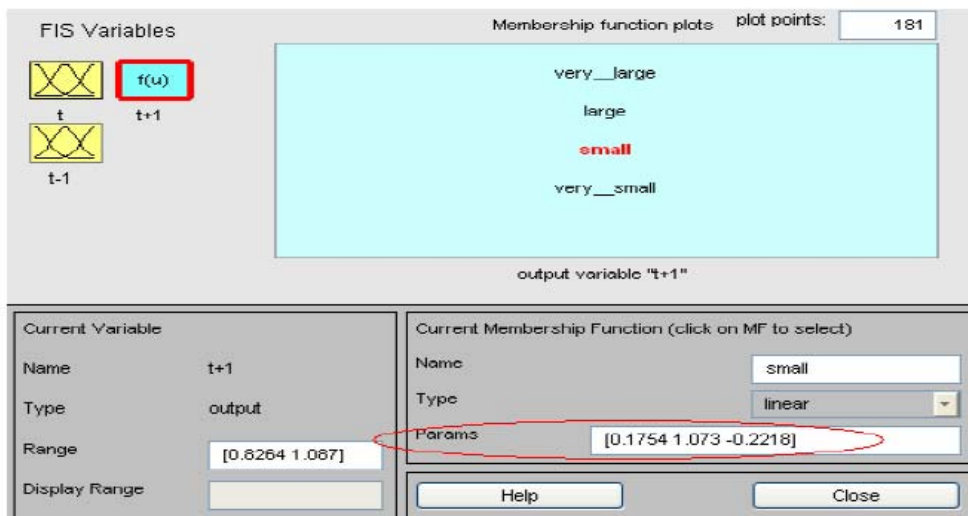 FIS Variables
Membership function plots
plot points:
181
f(u)
t
t+1
t-1
very__large
large
small
very__small
output variable "t+1"
Current Variable
Name
t+1
Type
output
Range
[0.8264 1.087]
Display Range
Current Membership Function (click on MF to select)
Name
small
Type
linear
Params
[0.1754 1.073 -0.2218]
Help
Close